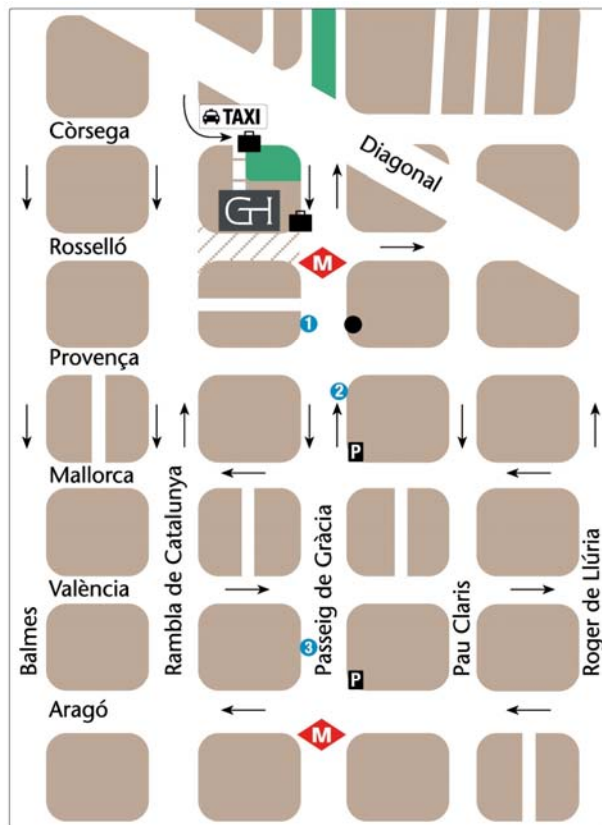 TAXI
Còrsega
Diagonal
GH
Rosselló
M
1
Provença
2
P
Mallorca
Rambla de Catalunya
Passeig de Gràcia
València
Balmes
Pau Claris
Roger de Llúria
3
P
Aragó
M